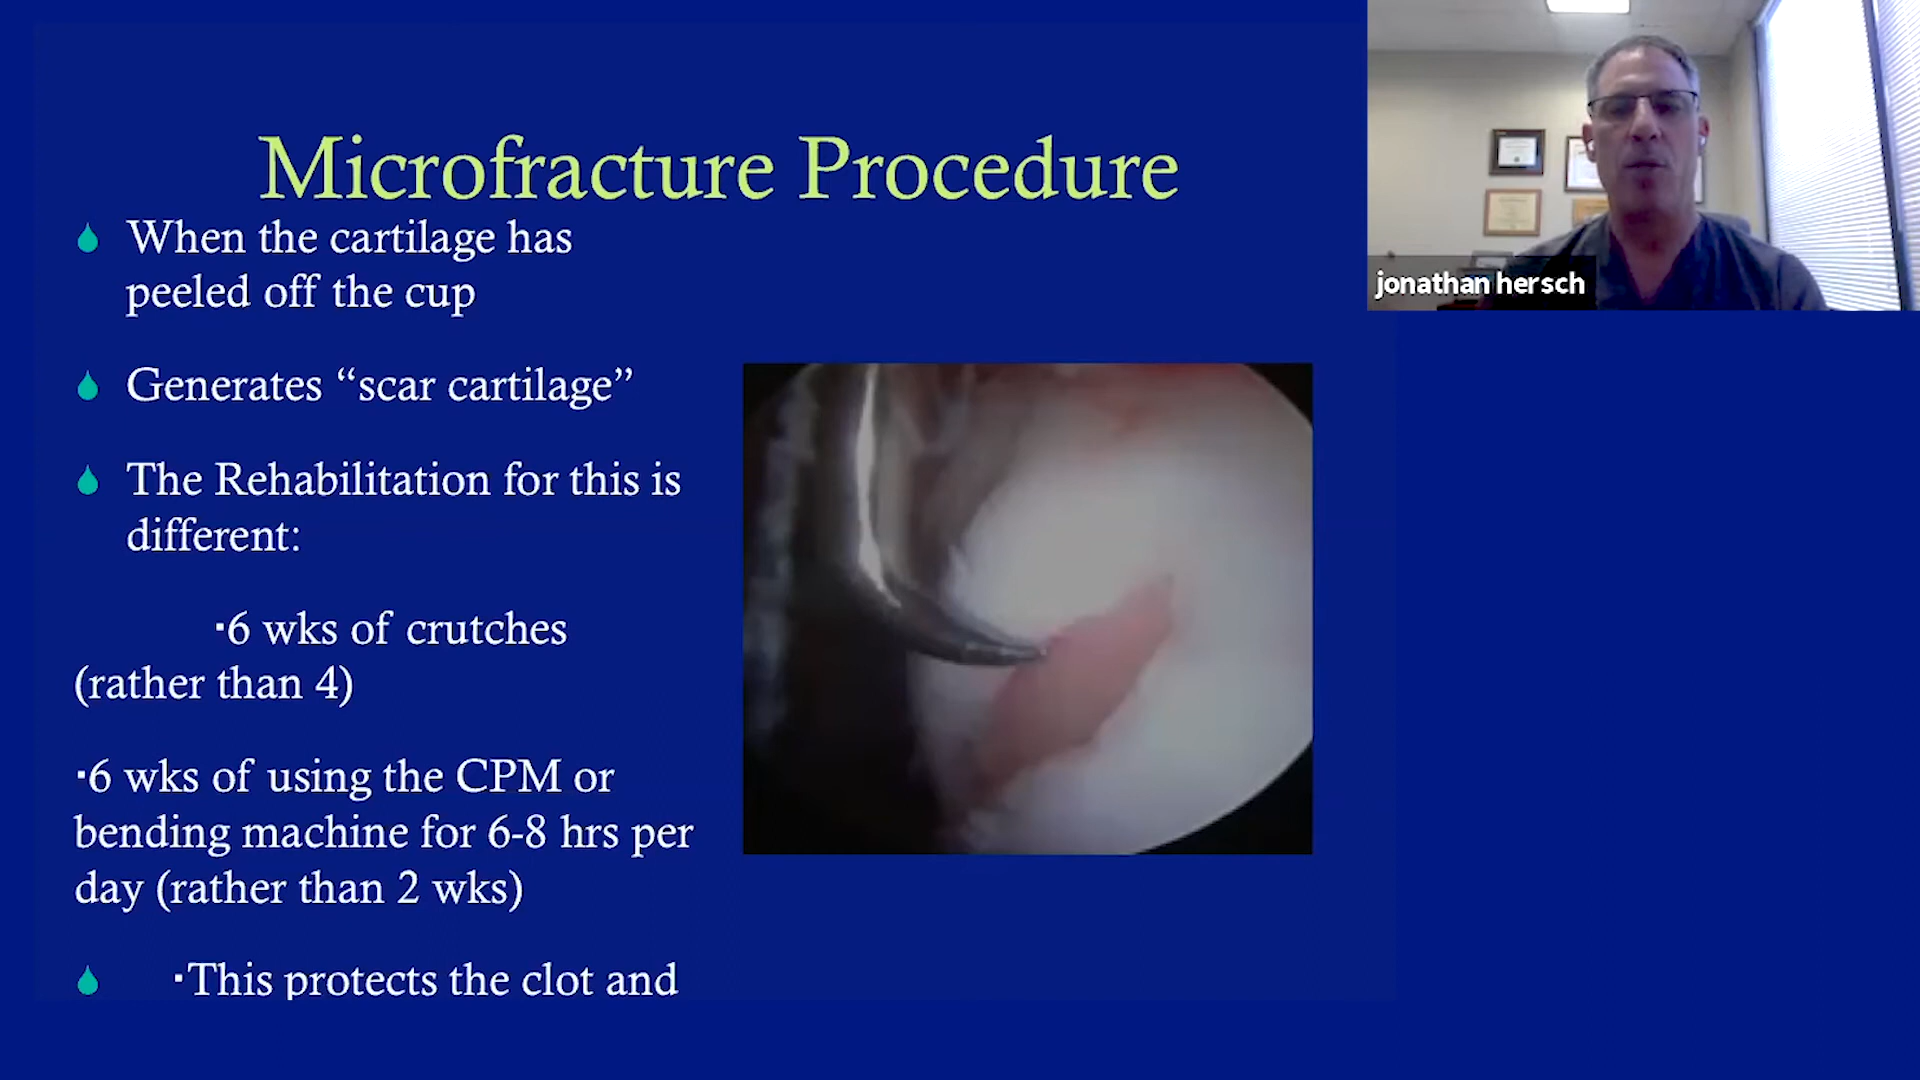 Microfracture Procedure
When the cartilage has
peeled off the cup
Generates “scar cartilage”
The Rehabilitation for this is
different:
▪6 wks of crutches
(rather than 4)
▪6 wks of using the CPM or
bending machine for 6-8 hrs per
day (rather than 2 wks)
▪This protects the clot and
jonathan hersch